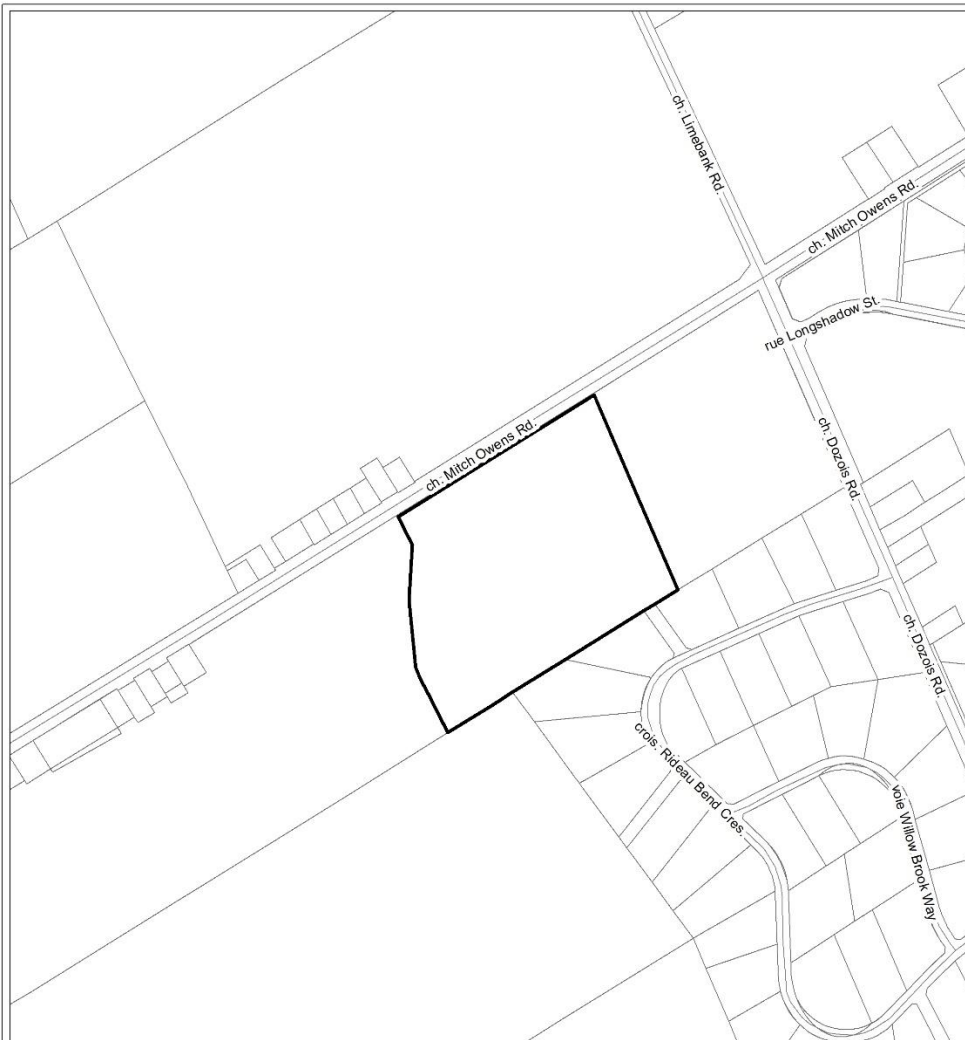 ch. Limebank Rd.
ch. Mitch Owens Rd.
rue Longshadow St.
ch. Dozois Rd.
ch. Mitch Owens Rd.
ch. Dozois Rd.
crois. Rideau Bend Cres.
voie Willow Brook Way